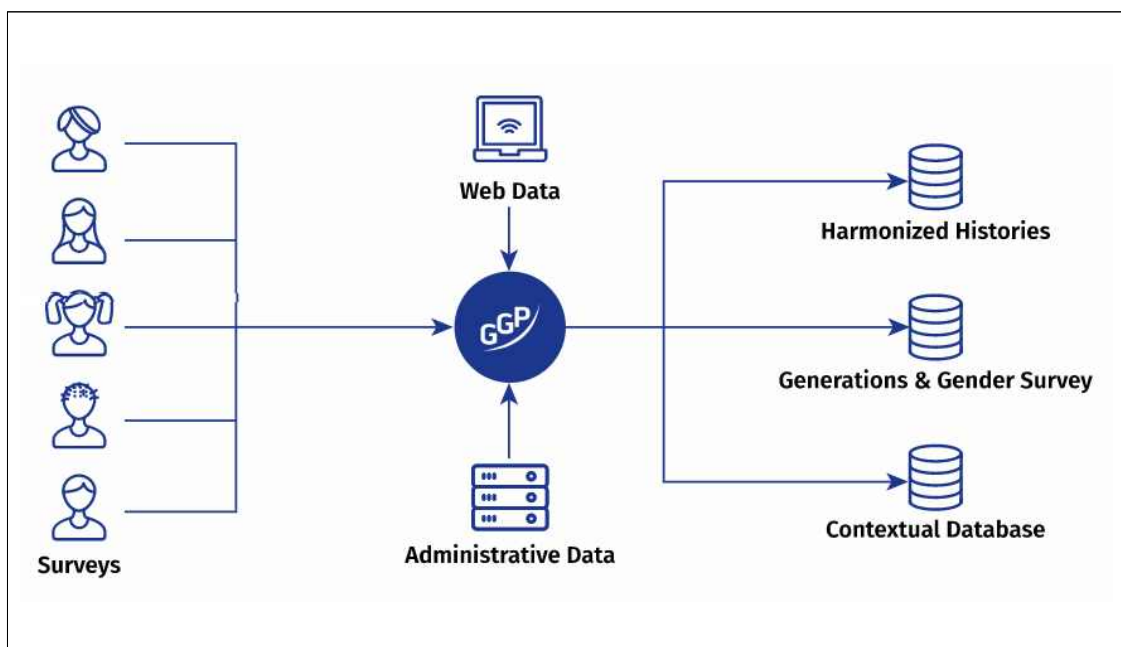 Web Data
Harmonized Histories
GGP
Generations & Gender Survey
Administrative Data
Contextual Database
Surveys